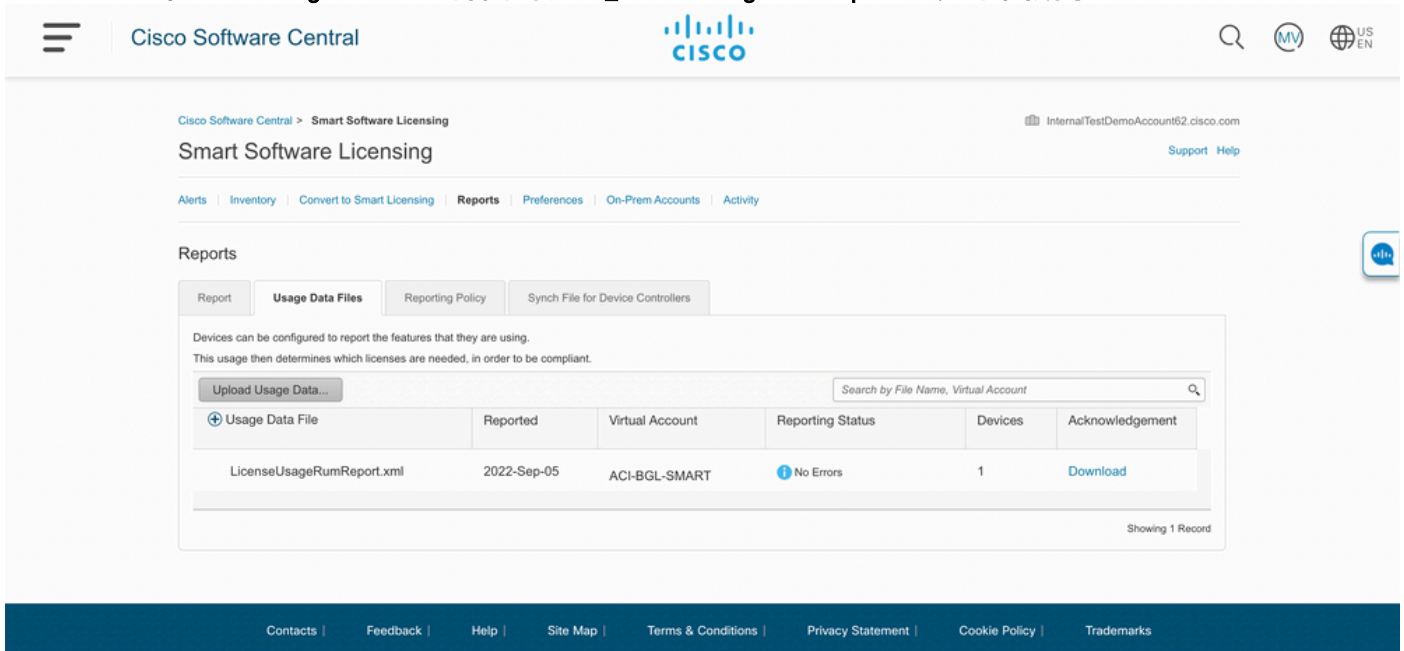 Cisco Software Central
CISCO
MV
US
EN
Cisco Software Central > Smart Software Licensing
InternalTestDemoAccount62.cisco.com
Smart Software Licensing
Support Help
Alerts | Inventory | Convert to Smart Licensing | Reports | Preferences | On-Prem Accounts | Activity
Reports
Report Usage Data Files Reporting Policy Synch File for Device Controllers
Devices can be configured to report the features that they are using.
This usage then determines which licenses are needed, in order to be compliant.
Upload Usage Data... Search by File Name, Virtual Account
Usage Data File Reported Virtual Account Reporting Status Devices Acknowledgement
LicenseUsageRumReport.xml 2022-Sep-05 ACI-BGL-SMART No Errors 1 Download
Showing 1 Record
Contacts | Feedback | Help | Site Map | Terms & Conditions | Privacy Statement | Cookie Policy | Trademarks